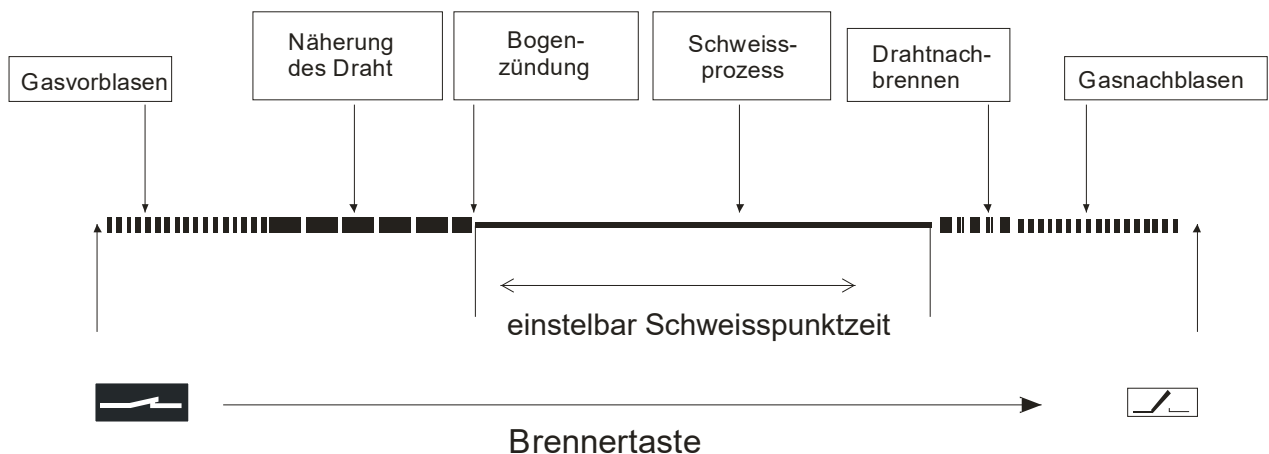 Gasvorblasen
Näherung
des Draht
Bogen-
zündung
Schweiss-
prozess
Drahtnach-
brennen
Gasnachblasen
einstelbar Schweisspunktzeit
Brennertaste